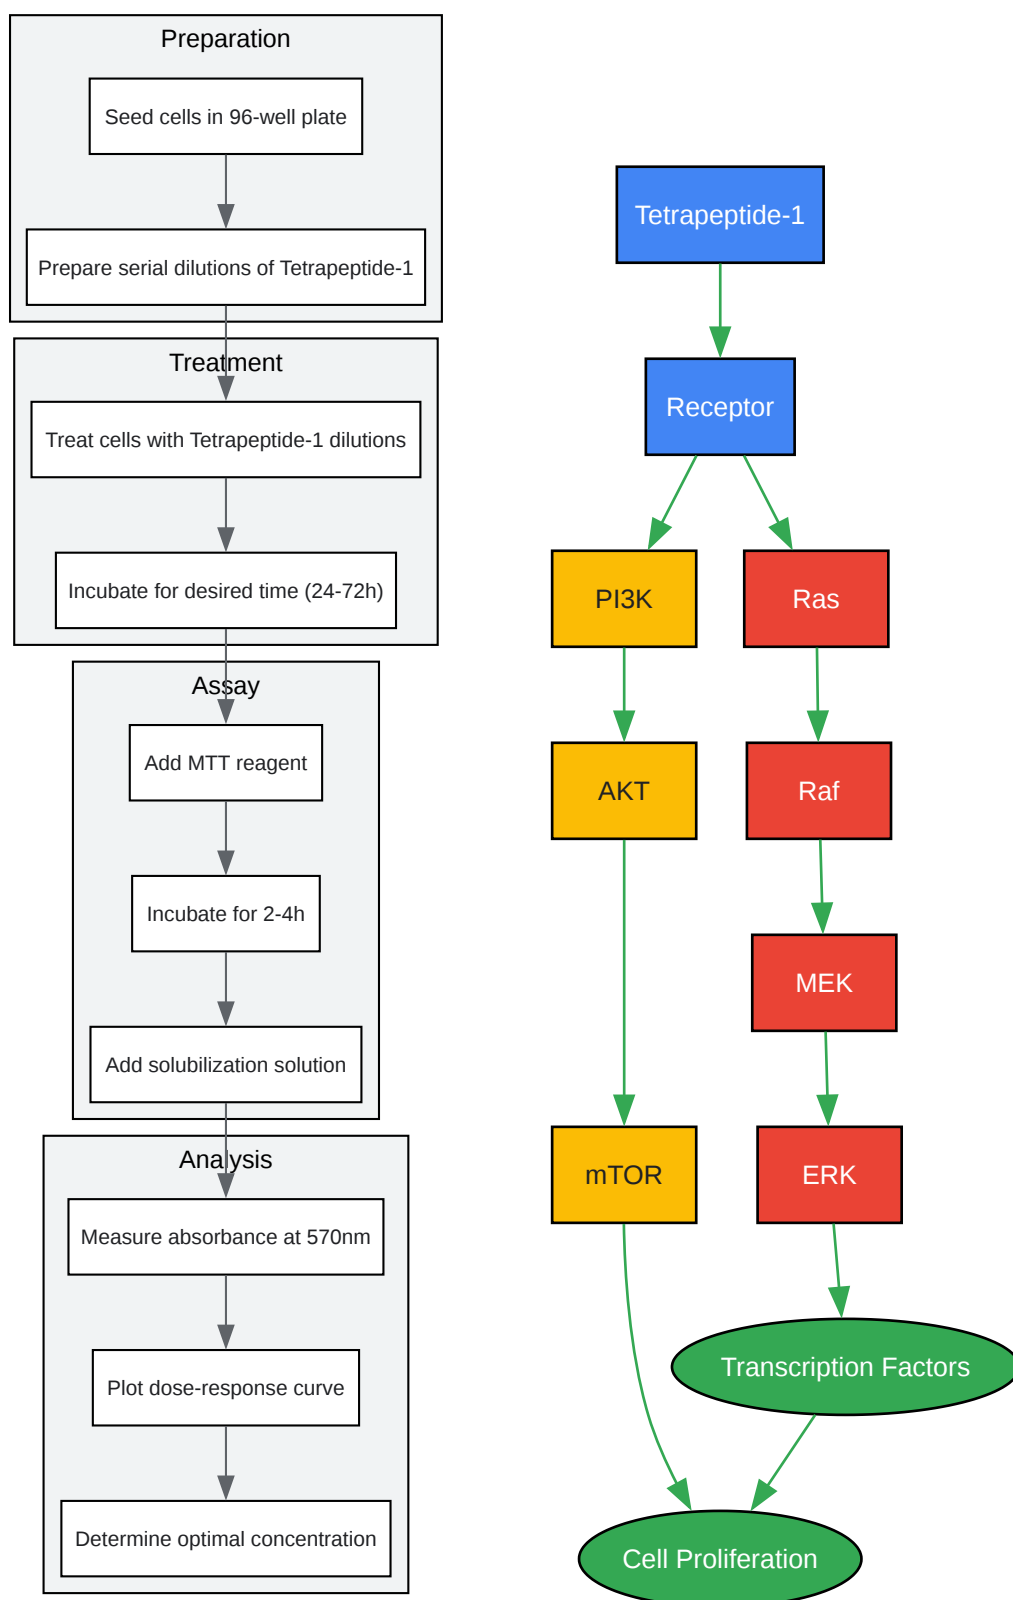 Preparation
Seed cells in 96-well plate
Prepare serial dilutions of Tetrapeptide-1
Treatment
Treat cells with Tetrapeptide-1 dilutions
Incubate for desired time (24-72h)
Assay
Add MTT reagent
Incubate for 2-4h
Add solubilization solution
Analysis
Measure absorbance at 570nm
Plot dose-response curve
Determine optimal concentration
Tetrapeptide-1
Receptor
PI3K
Ras
AKT
Raf
MEK
mTOR
ERK
Transcription Factors
Cell Proliferation